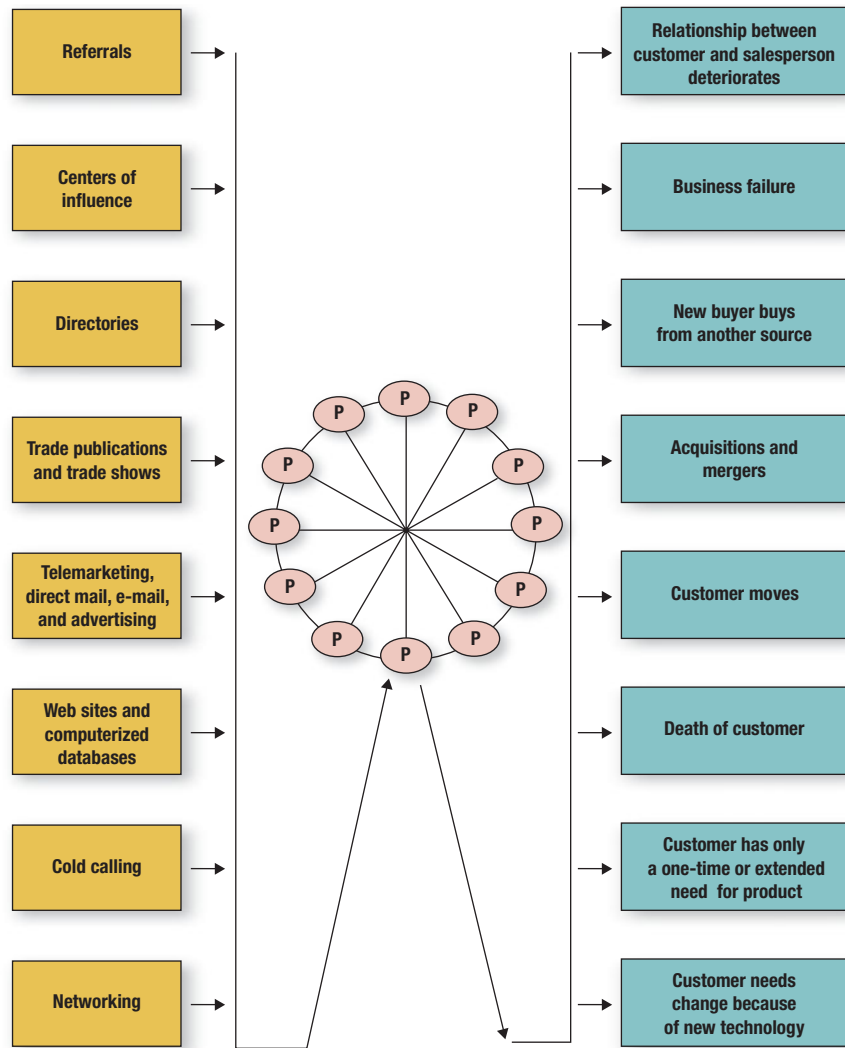 Referrals
Centers of
influence
Directories
Trade publications
and trade shows
Telemarketing,
direct mail, e-mail,
and advertising
Web sites and
computerized
databases
Cold calling
Networking
P
P
P
P
P
P
P
P
P
P
P
P
Relationship between
customer and salesperson
deteriorates
Business failure
New buyer buys
from another source
Acquisitions and
mergers
Customer moves
Death of customer
Customer has only
a one-time or extended
need for product
Customer needs
change because
of new technology